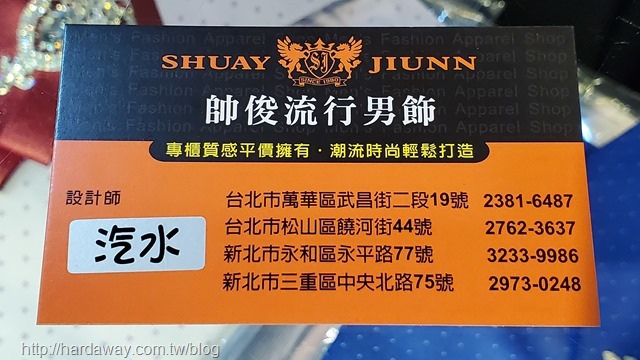 SHUAY JIUNN
SJ
SINCE 1990
Men's Fashion Apparel Shop
帥俊流行男飾
專櫃質感平價擁有・潮流時尚輕鬆打造
設計師
汽水
台北市萬華區武昌街二段19號 2381-6487
台北市松山區饒河街44號 2762-3637
新北市永和區永平路77號 3233-9986
新北市三重區中央北路75號 2973-0248
http://hardaway.com.tw/blog